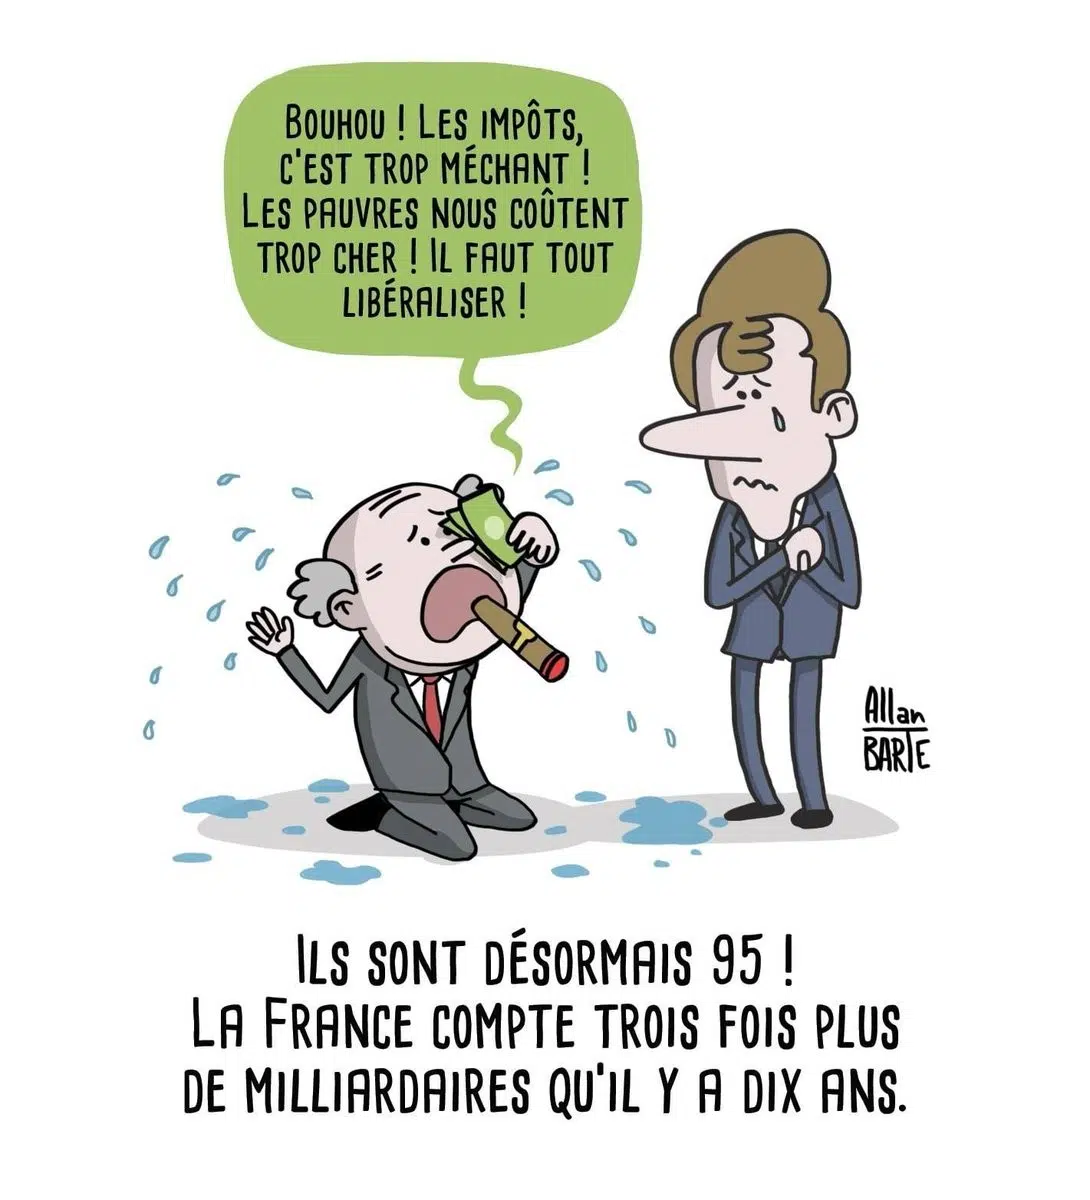 Bouhou ! Les impôts,
c'est trop méchant !
Les pauvres nous coûtent
trop cher ! Il faut tout
libéraliser !
Allan
BARTE
Ils sont désormais 95 !
La France compte trois fois plus
de milliardaires qu'il y a dix ans.